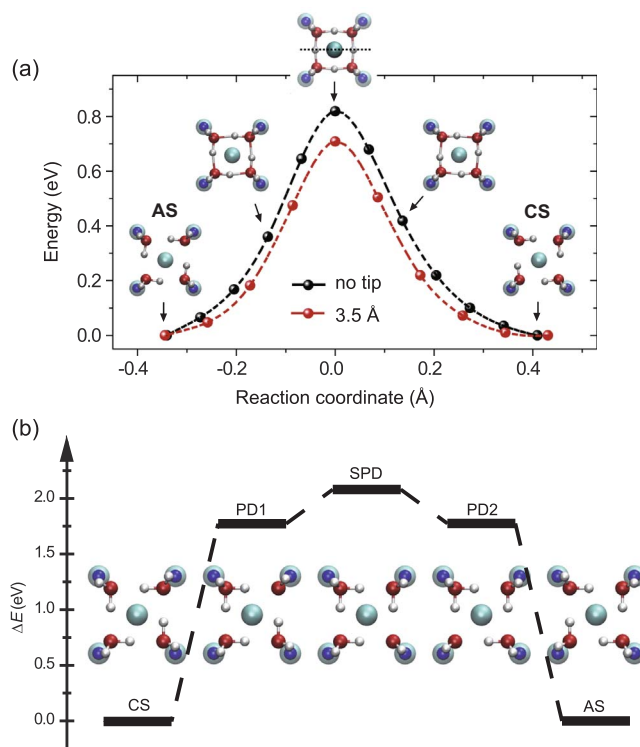 (a)
Energy (eV)
0.8
0.6
0.4
0.2
0.0
AS
CS
no tip
3.5 Å
-0.4
-0.2
0.0
0.2
0.4
Reaction coordinate (Å)
(b)
ΔE (eV)
2.0
1.5
1.0
0.5
0.0
CS
PD1
SPD
PD2
AS